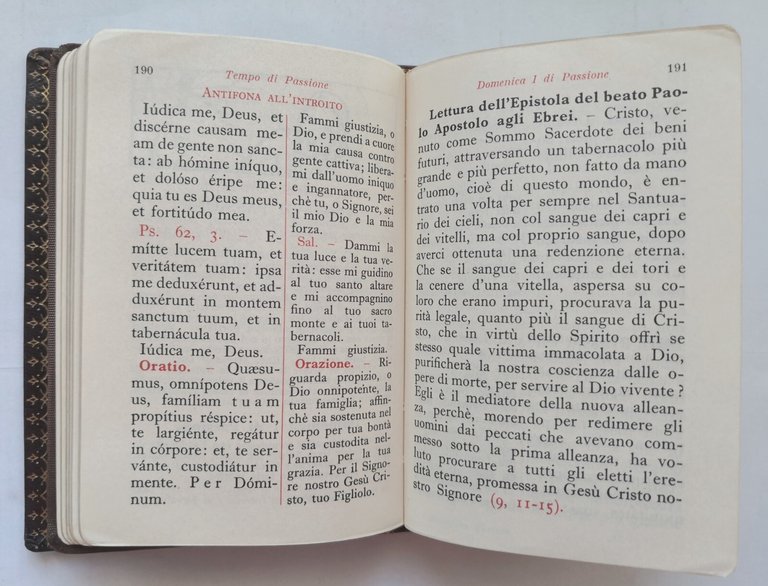 190
Tempo di Passione
Antifona all'Introito
Iúdica me, Deus, et
discérne causam me-
am de gente non sanc-
ta: ab hómine iníquo,
et dolóso éripe me:
quia tu es Deus meus,
et fortitúdo mea.
Ps. 62, 3. – E-
mítte lucem tuam, et
veritátem tuam: ipsa
me deduxérunt, et ad-
duxérunt in montem
sanctum tuum, et in
tabernácula tua.
Iúdica me, Deus.
Oratio. – Quæsu-
mus, omnípotens De-
us, famíliam tuam
propítius réspice: ut,
te largiénte, regátur
in córpore: et, te ser-
vánte, custodiátur in
mente. Per Dómi-
num.
Fammi giustizia, o
Dio, e prendi a cuore
la mia causa contro
gente cattiva; libera-
mi dall'uomo iniquo
e ingannatore, per-
chè tu, o Signore, sei
il mio Dio e la mia
forza.
Sal. – Dammi la
tua luce e la tua ve-
rità: esse mi guidino
al tuo santo altare
e mi accompagnino
fino al tuo sacro
monte e ai tuoi ta-
bernacoli.
Fammi giustizia.
Orazione. – Ri-
guarda propizio, o
Dio onnipotente, la
tua famiglia; affin-
chè sia sostenuta nel
corpo per tua bontà
e sia custodita nel-
l'anima per la tua
grazia. Per il Signo-
re nostro Gesù Cri-
sto, tuo Figliolo.
Domenica I di Passione
191
Lettura dell'Epistola del beato Pao-
lo Apostolo agli Ebrei. – Cristo, ve-
nuto come Sommo Sacerdote dei beni
futuri, attraversando un tabernacolo più
grande e più perfetto, non fatto da mano
d'uomo, cioè di questo mondo, è en-
trato una volta per sempre nel Santua-
rio dei cieli, non col sangue dei capri e
dei vitelli, ma col proprio sangue, dopo
averci ottenuta una redenzione eterna.
Che se il sangue dei capri e dei tori e
la cenere d'una vitella, aspersa su co-
loro che erano impuri, procurava la pu-
rità legale, quanto più il sangue di Cri-
sto, che in virtù dello Spirito offrì se
stesso quale vittima immacolata a Dio,
purificherà la nostra coscienza dalle o-
pere di morte, per servire al Dio vivente ?
Egli è il mediatore della nuova allean-
za, perchè, morendo per redimere gli
uomini dai peccati che avevano com-
messo sotto la prima alleanza, ha vo-
luto procurare a tutti gli eletti l'ere-
dità eterna, promessa in Gesù Cristo no-
stro Signore (9, 11-15).